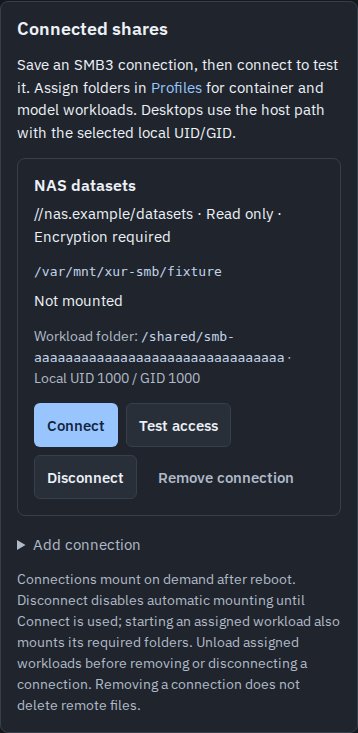 Connected shares
Save an SMB3 connection, then connect to test
it. Assign folders in Profiles for container and
model workloads. Desktops use the host path
with the selected local UID/GID.
NAS datasets
//nas.example/datasets · Read only ·
Encryption required
/var/mnt/xur-smb/fixture
Not mounted
Workload folder: /shared/smb-
aaaaaaaaaaaaaaaaaaaaaaaaaaaaaaaa ·
Local UID 1000 / GID 1000
Connect Test access
Disconnect Remove connection
▶ Add connection
Connections mount on demand after reboot.
Disconnect disables automatic mounting until
Connect is used; starting an assigned workload also
mounts its required folders. Unload assigned
workloads before removing or disconnecting a
connection. Removing a connection does not
delete remote files.